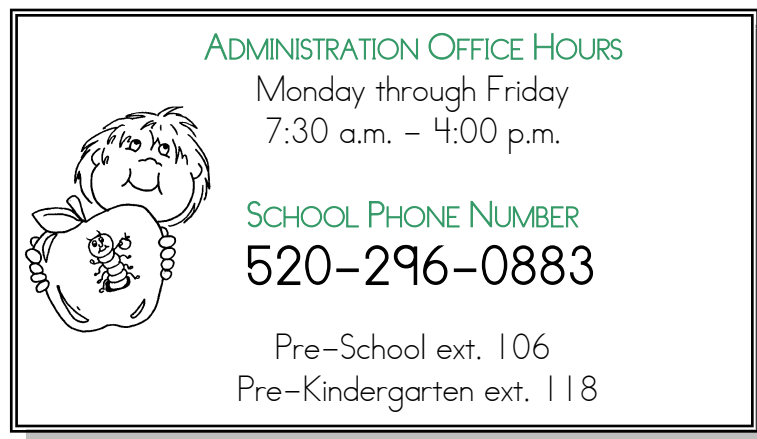 ADMINISTRATION OFFICE HOURS
Monday through Friday
7:30 a.m. – 4:00 p.m.
SCHOOL PHONE NUMBER
520-296-0883
Pre-School ext. 106
Pre-Kindergarten ext. 118